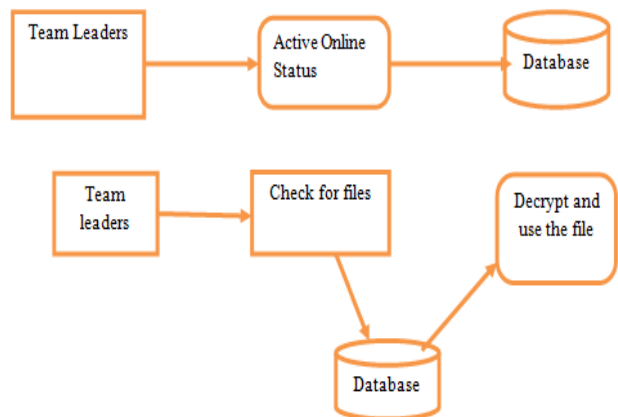 Team Leaders
Active Online
Status
Database
Team
leaders
Check for files
Decrypt and
use the file
Database